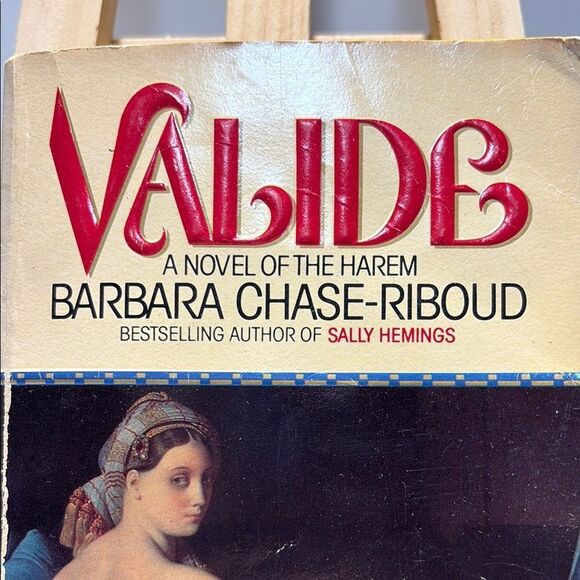 VALIDE
A NOVEL OF THE HAREM
BARBARA CHASE-RIBOUD
BESTSELLING AUTHOR OF SALLY HEMINGS